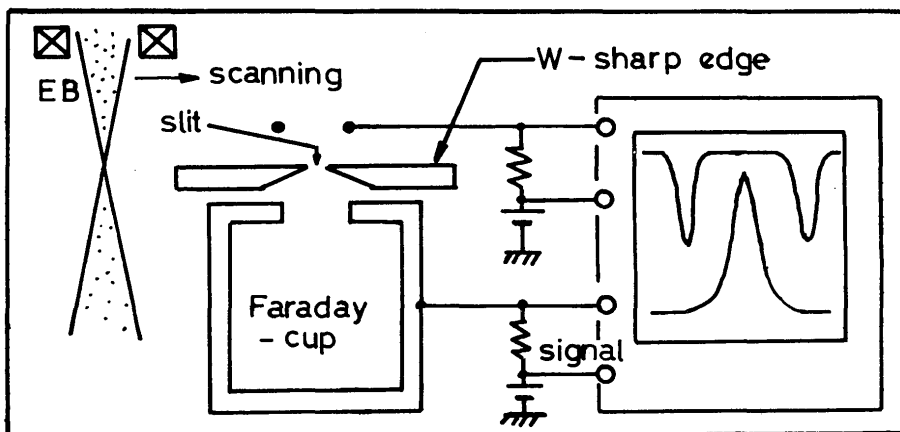 EB
scanning
slit
W-sharp edge
Faraday
-cup
signal